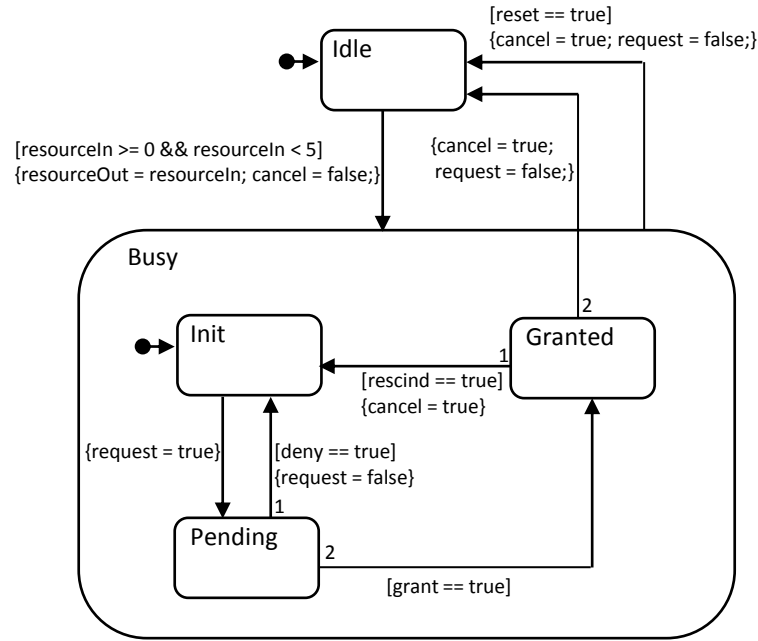 [reset == true]
{cancel = true; request = false;}
Idle
[resourceIn >= 0 && resourceIn < 5]
{resourceOut = resourceIn; cancel = false;}
{cancel = true;
request = false;}
Busy
2
Init
Granted
1
[rescind == true]
{cancel = true}
{request = true}
[deny == true]
{request = false}
1
Pending
2
[grant == true]